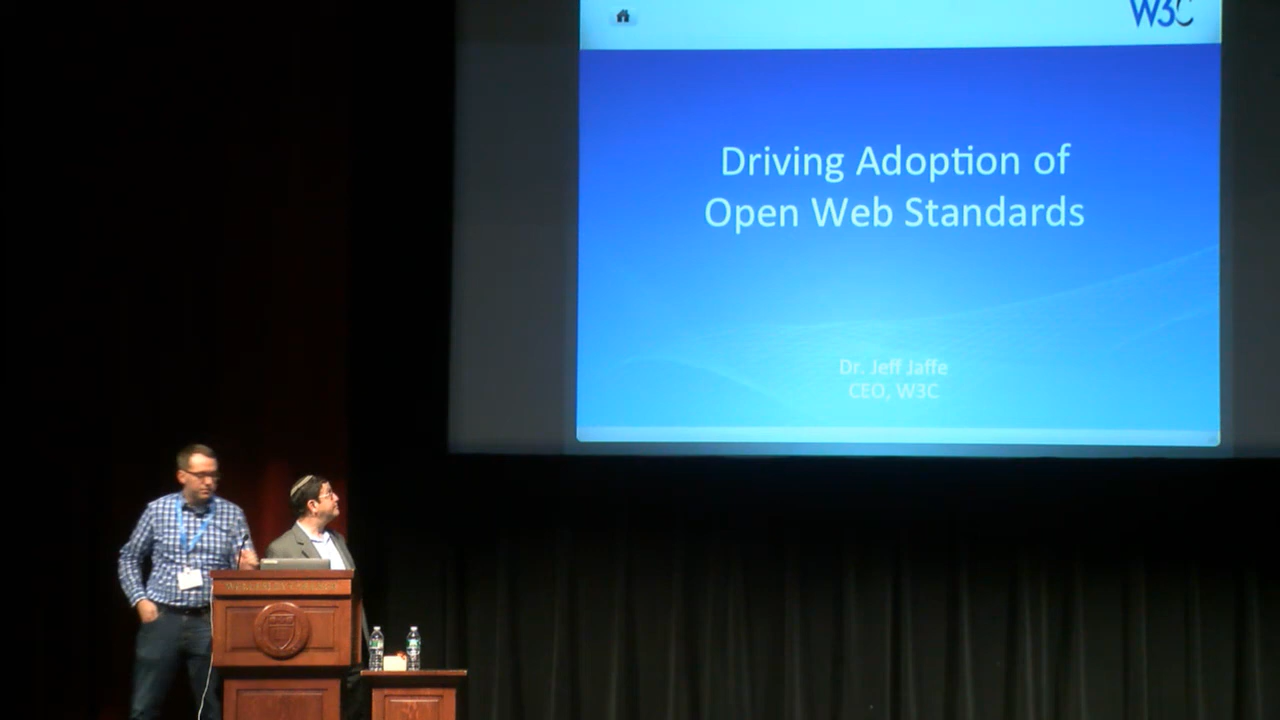 W3C
Driving Adoption of
Open Web Standards
Dr. Jeff Jaffe
CEO, W3C